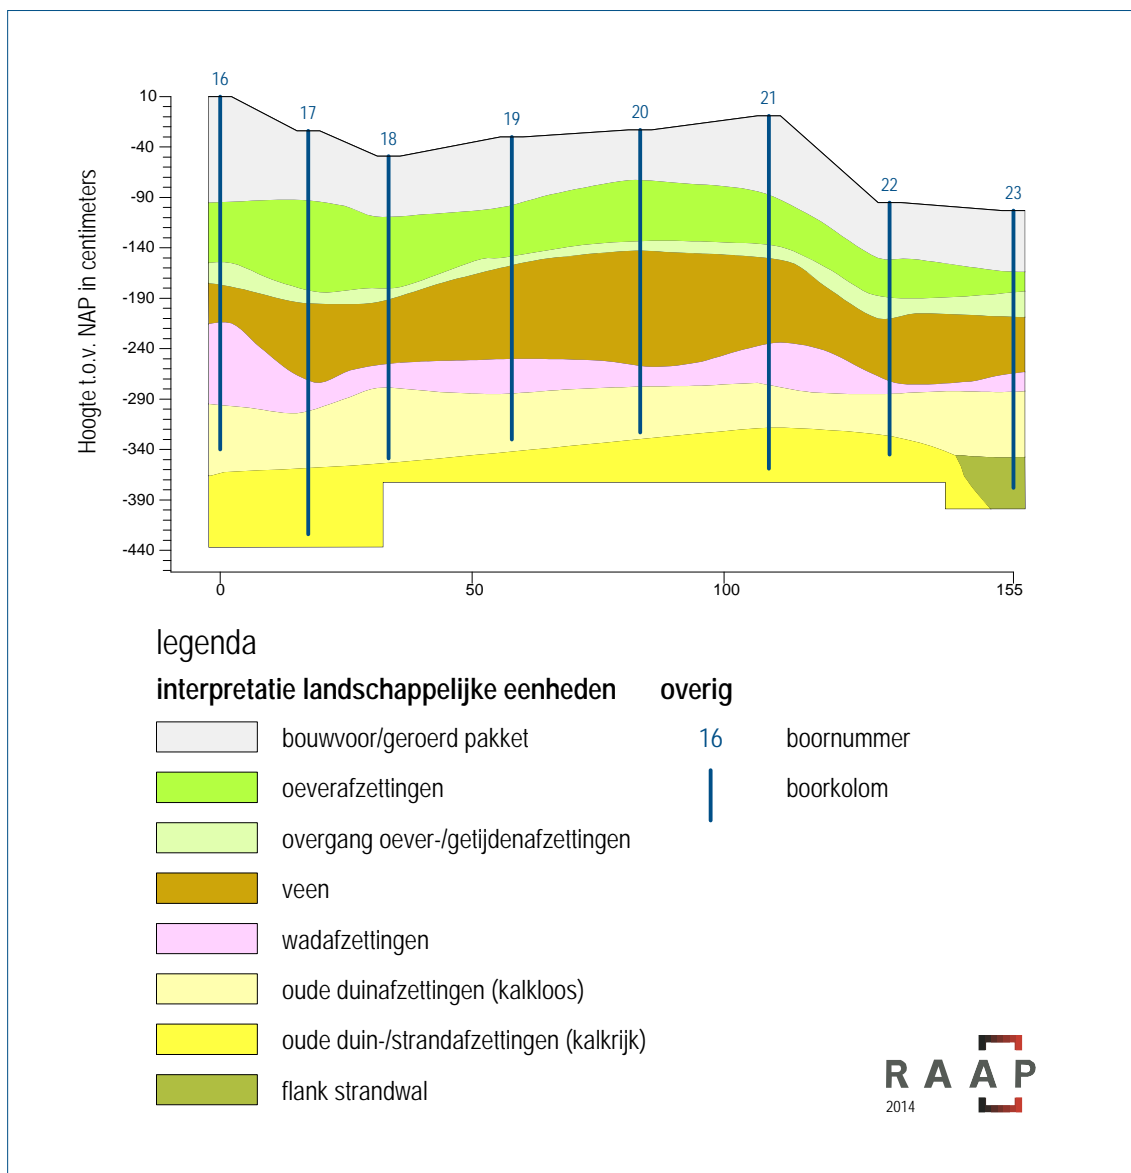 16
17
18
19
20
21
22
23
Hoogte t.o.v. NAP in centimeters
10
-40
-90
-140
-190
-240
-290
-340
-390
-440
0 50 100 155
legenda
interpretatie landschappelijke eenheden overig
bouwvoor/geroerd pakket 16 boornummer
oeverafzettingen boorkolom
overgang oever-/getijdenafzettingen
veen
wadafzettingen
oude duinafzettingen (kalkloos)
oude duin-/strandafzettingen (kalkrijk)
flank strandwal
RAAP
2014